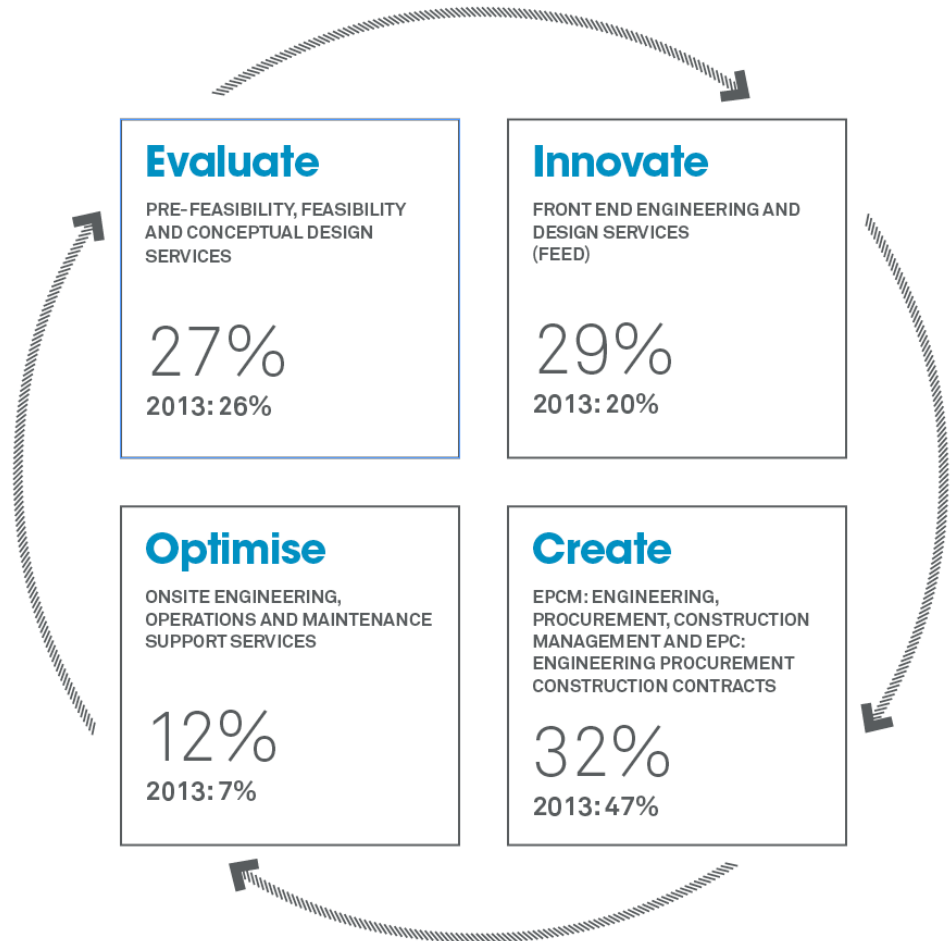 Evaluate
PRE-FEASIBILITY, FEASIBILITY
AND CONCEPTUAL DESIGN
SERVICES
27%
2013: 26%
Innovate
FRONT END ENGINEERING AND
DESIGN SERVICES
(FEED)
29%
2013: 20%
Optimise
ONSITE ENGINEERING,
OPERATIONS AND MAINTENANCE
SUPPORT SERVICES
12%
2013: 7%
Create
EPCM: ENGINEERING,
PROCUREMENT, CONSTRUCTION
MANAGEMENT AND EPC:
ENGINEERING PROCUREMENT
CONSTRUCTION CONTRACTS
32%
2013: 47%